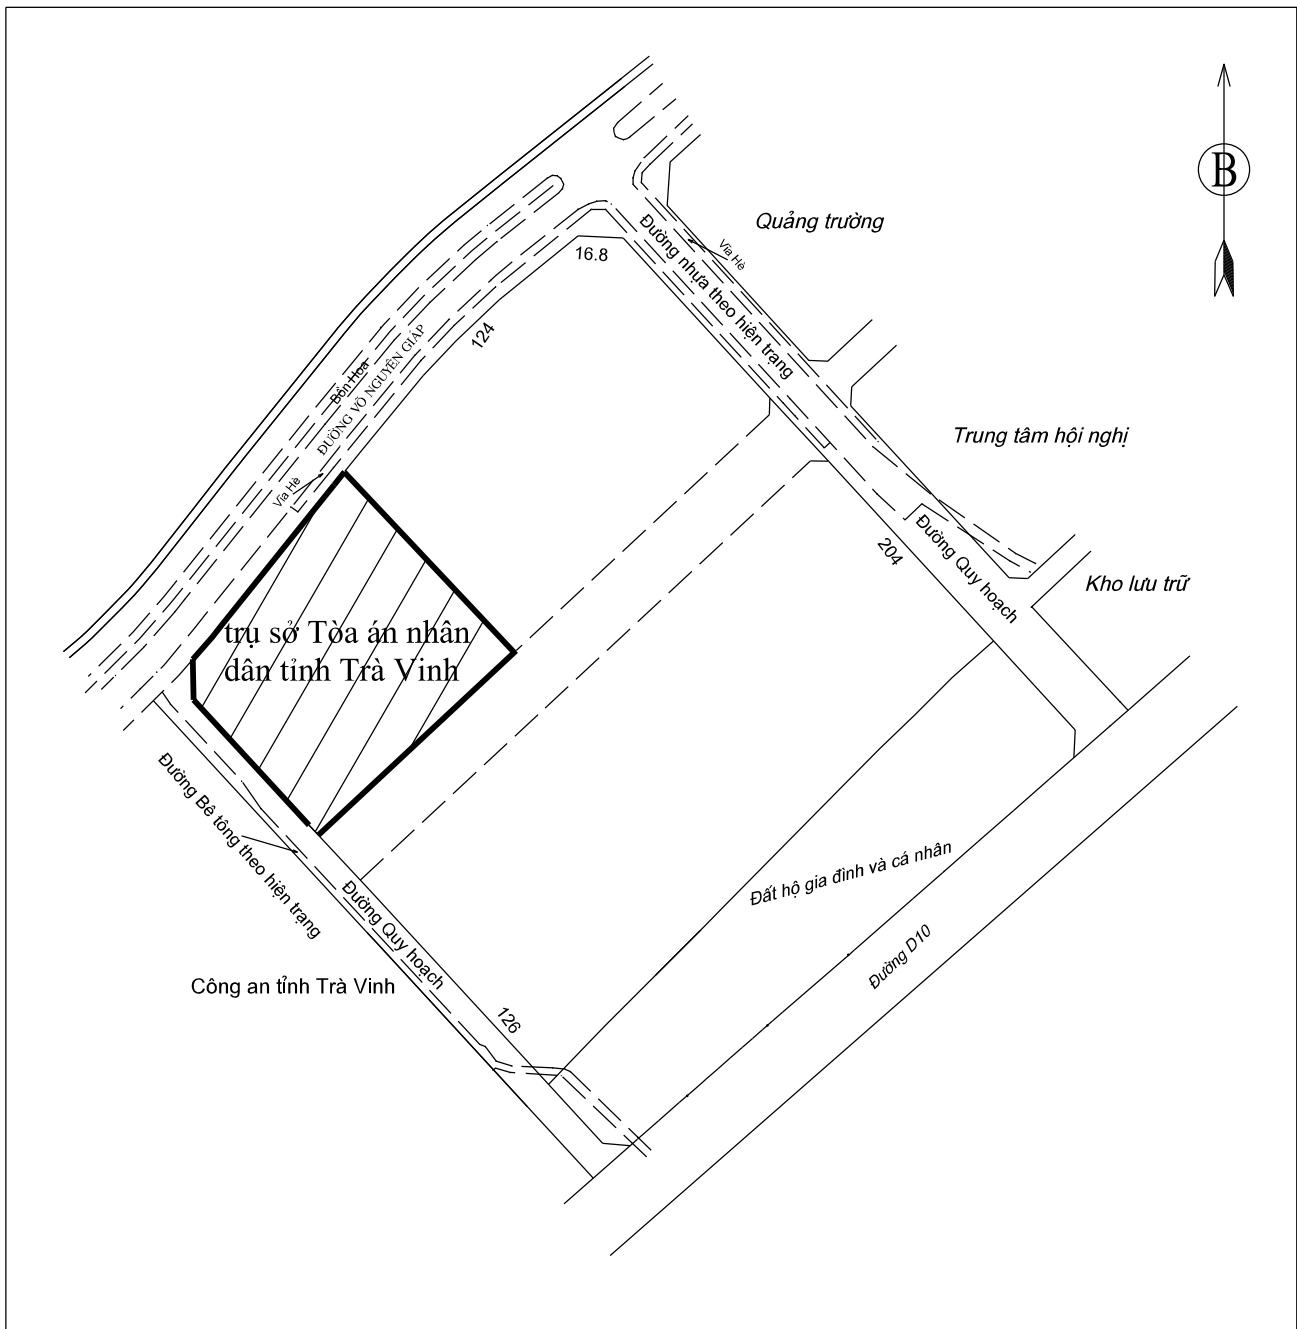 B
Quảng trường
Vỉa Hè
Đường nhựa theo hiện trạng
16.8
124
Bồn Hoa
ĐƯỜNG VÕ NGUYÊN GIÁP
Vỉa Hè
Trung tâm hội nghị
204
Đường Quy hoạch
Kho lưu trữ
trụ sở Tòa án nhân
dân tỉnh Trà Vinh
Đường Bê tông theo hiện trạng
Đường Quy hoạch
Đất hộ gia đình và cá nhân
Đường D10
Công an tỉnh Trà Vinh
126